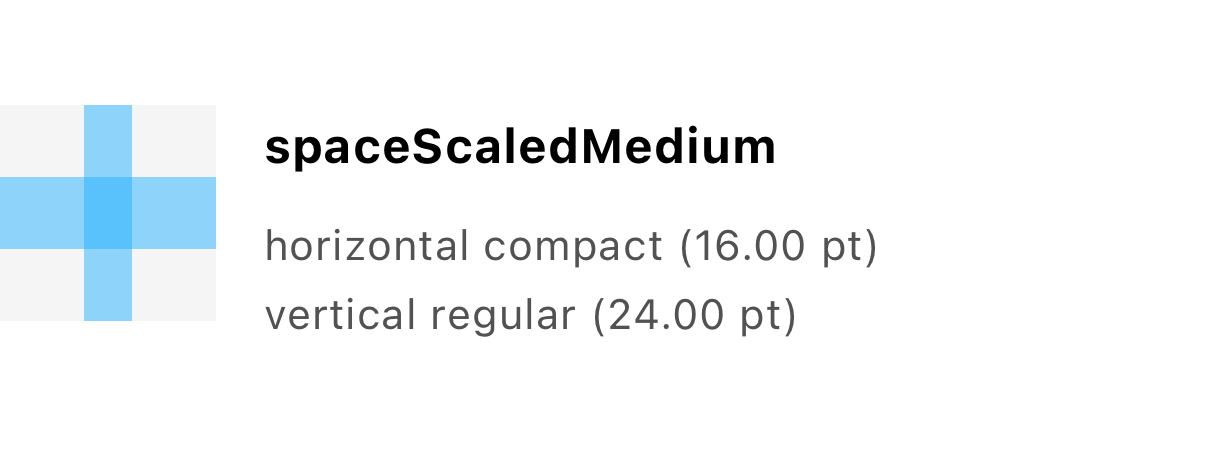 spaceScaledMedium
horizontal compact (16.00 pt)
vertical regular (24.00 pt)